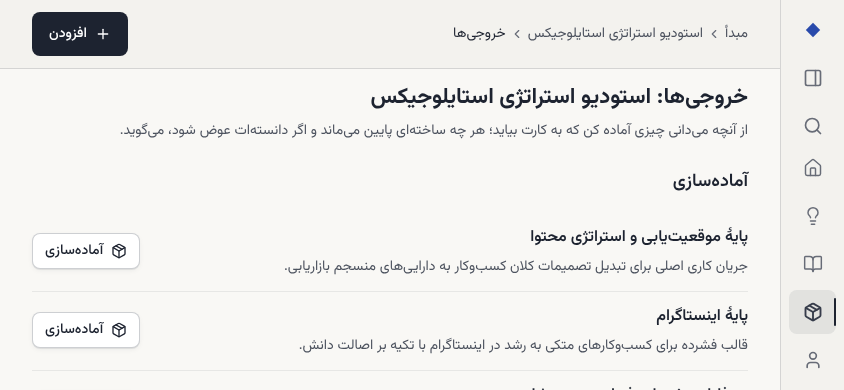 مبدأ › استودیو استراتژی استایلوجیکس › خروجی‌ها
افزودن
خروجی‌ها: استودیو استراتژی استایلوجیکس
از آنچه می‌دانی چیزی آماده کن که به کارت بیاید؛ هر چه ساخته‌ای پایین می‌ماند و اگر دانسته‌ات عوض شود، می‌گوید.
آماده‌سازی
پایهٔ موقعیت‌یابی و استراتژی محتوا
جریان کاری اصلی برای تبدیل تصمیمات کلان کسب‌وکار به دارایی‌های منسجم بازاریابی.
آماده‌سازی
پایهٔ اینستاگرام
قالب فشرده برای کسب‌وکارهای متکی به رشد در اینستاگرام با تکیه بر اصالت دانش.
آماده‌سازی